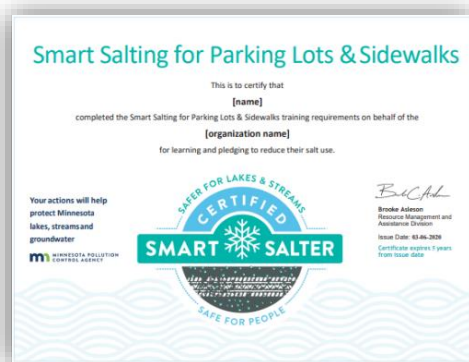 Smart Salting for Parking Lots & Sidewalks
This is to certify that
[name]
completed the Smart Salting for Parking Lots & Sidewalks training requirements on behalf of the
[organization name]
for learning and pledging to reduce their salt use.
Your actions will help
protect Minnesota
lakes, streams and
groundwater
MINNESOTA POLLUTION
CONTROL AGENCY
SAFER FOR LAKES & STREAMS
CERTIFIED
SMART SALTER
SAFE FOR PEOPLE
Brooke Asleson
Resource Management and
Assistance Division
Issue Date: 03-06-2020
Certificate expires ? years
from issue date